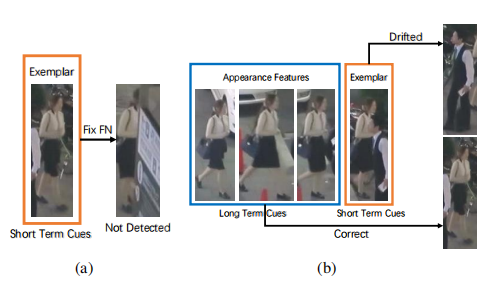 Exemplar
Fix FN
Short Term Cues
Not Detected
(a)
Drifted
Appearance Features
Exemplar
Long Term Cues
Short Term Cues
Correct
(b)